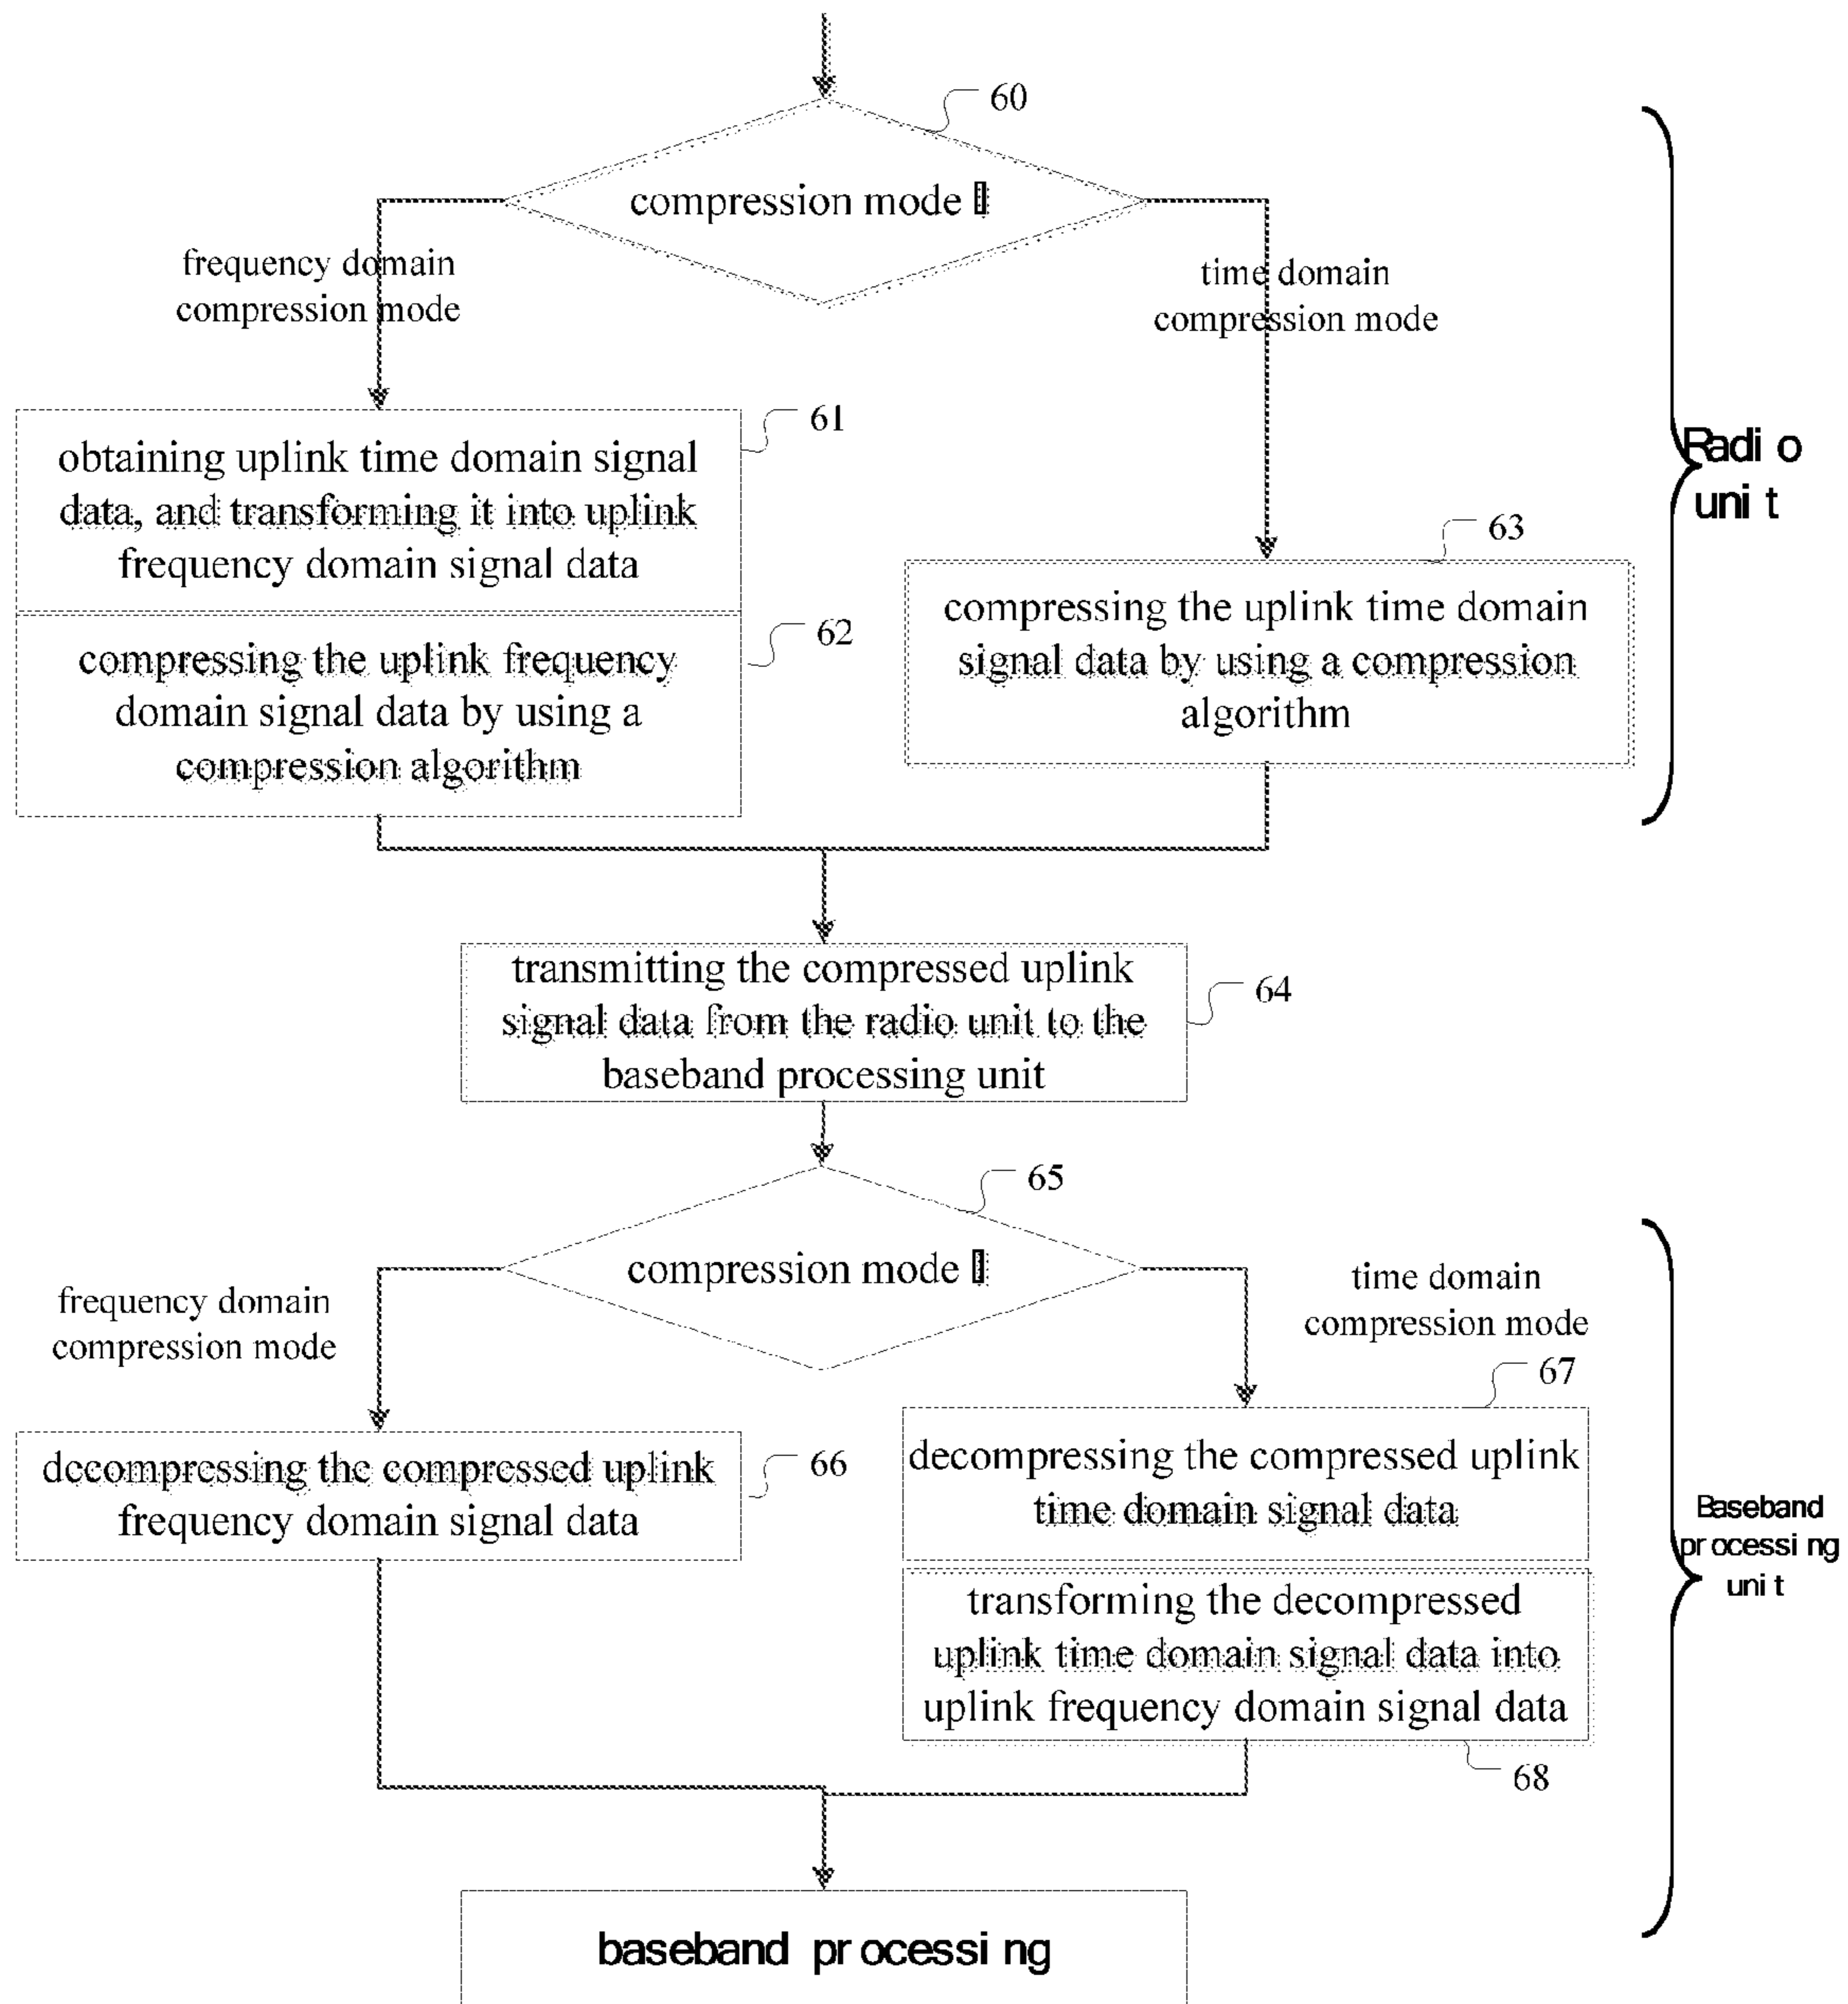 60
compression mode
frequency domain
compression mode
time domain
compression mode
61
obtaining uplink time domain signal
data, and transforming it into uplink
frequency domain signal data
62
compressing the uplink frequency
domain signal data by using a
compression algorithm
63
compressing the uplink time domain
signal data by using a compression
algorithm
Radio
unit
64
transmitting the compressed uplink
signal data from the radio unit to the
baseband processing unit
65
compression mode
frequency domain
compression mode
time domain
compression mode
66
decompressing the compressed uplink
frequency domain signal data
67
decompressing the compressed uplink
time domain signal data
transforming the decompressed
uplink time domain signal data into
uplink frequency domain signal data
68
Baseband
processing
unit
baseband processing